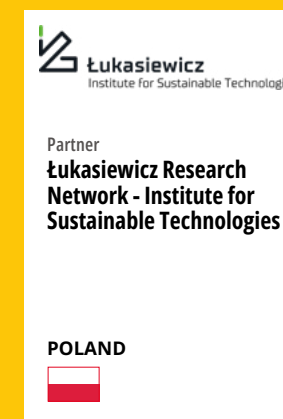 Łukasiewicz
Institute for Sustainable Technologi
Partner
Łukasiewicz Research
Network - Institute for
Sustainable Technologies
POLAND